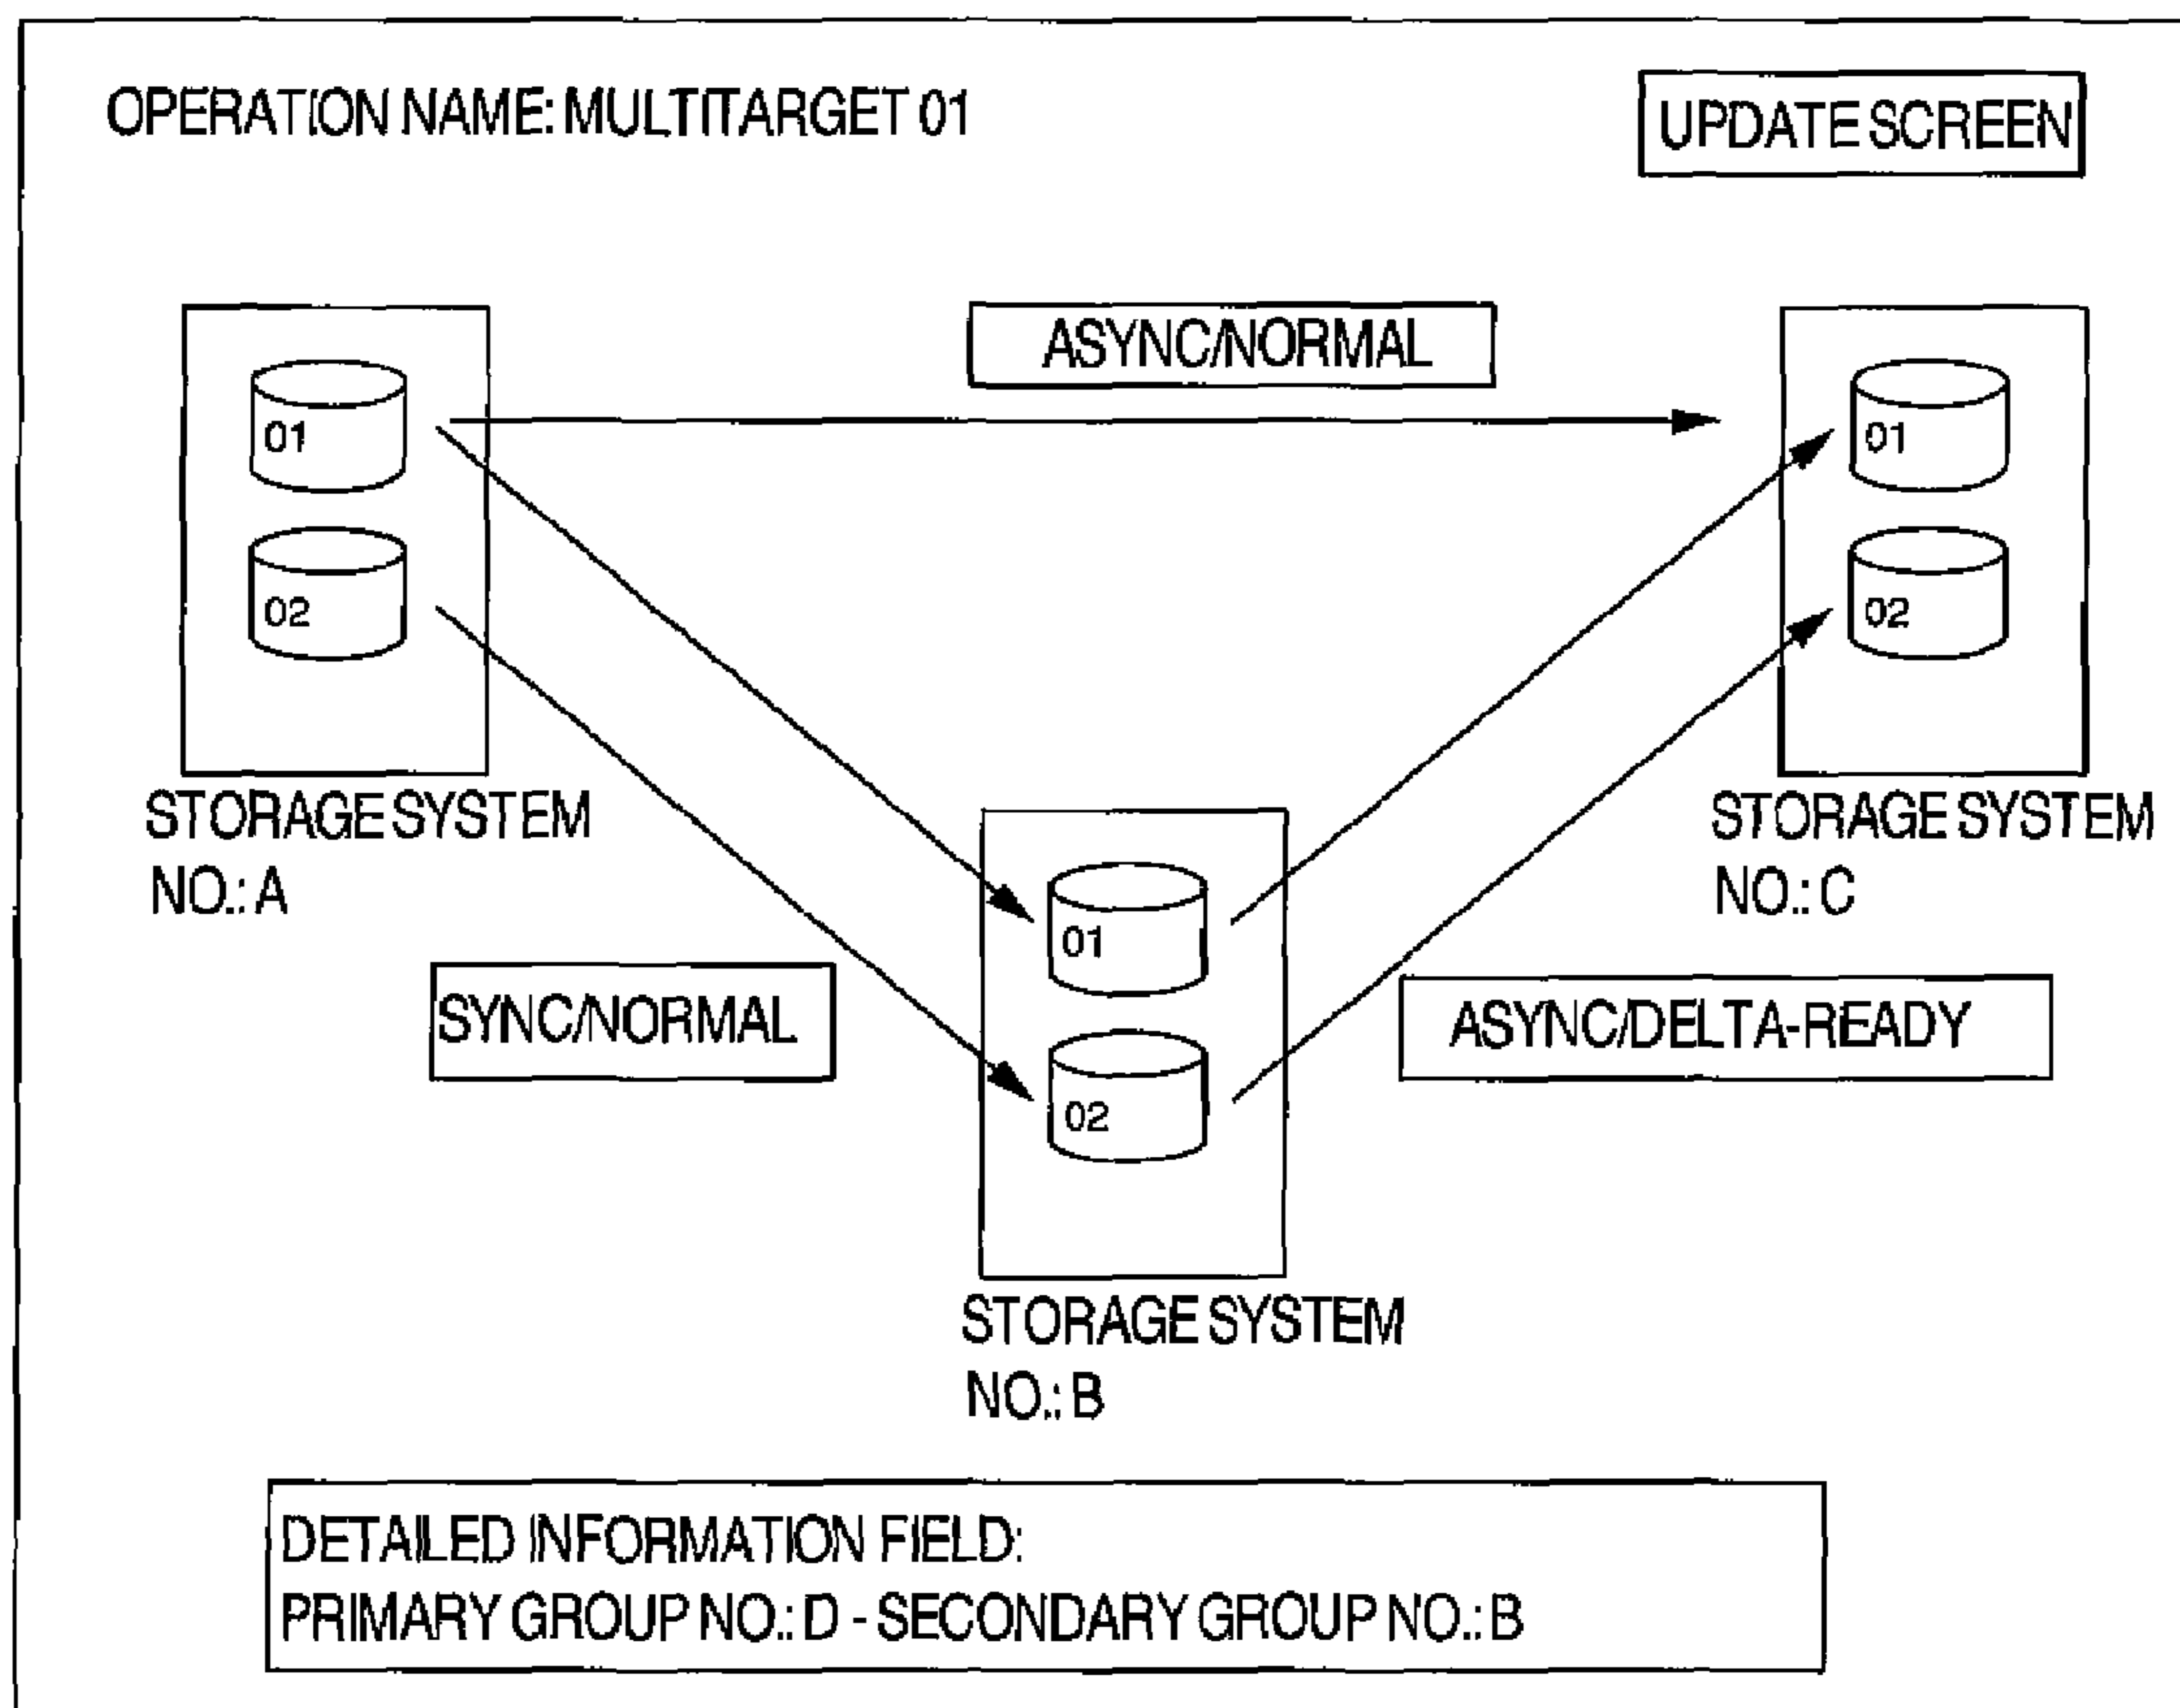 OPERATION NAME: MULTITARGET 01
UPDATE SCREEN
ASYNC/NORMAL
01
02
01
02
STORAGE SYSTEM
NO.: A
STORAGE SYSTEM
NO.: C
01
02
SYNC/NORMAL
ASYNC/DELTA-READY
STORAGE SYSTEM
NO.: B
DETAILED INFORMATION FIELD:
PRIMARY GROUP NO.: D - SECONDARY GROUP NO.: B